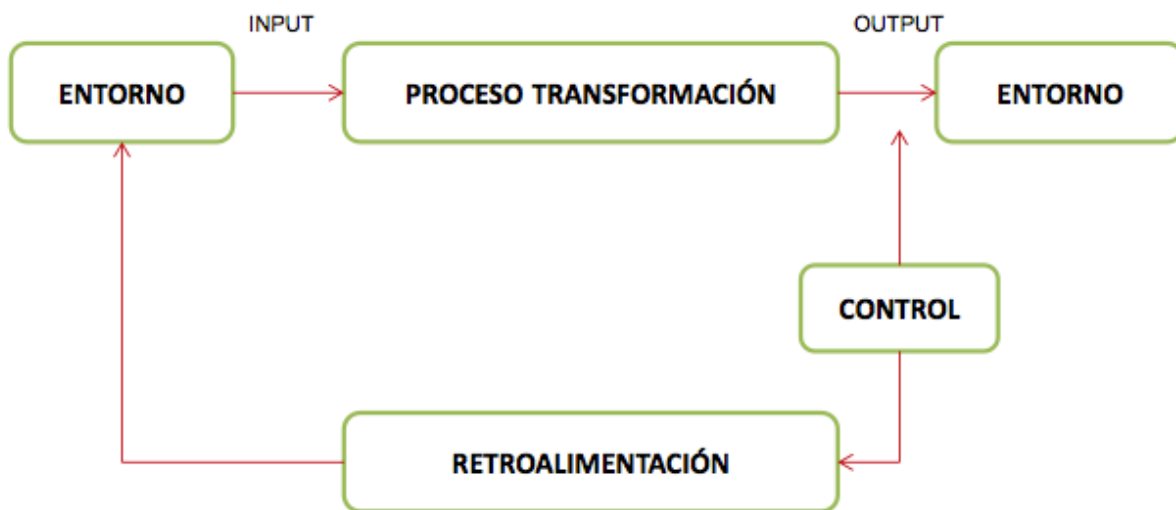 INPUT
OUTPUT
ENTORNO
PROCESO TRANSFORMACIÓN
ENTORNO
CONTROL
RETROALIMENTACIÓN